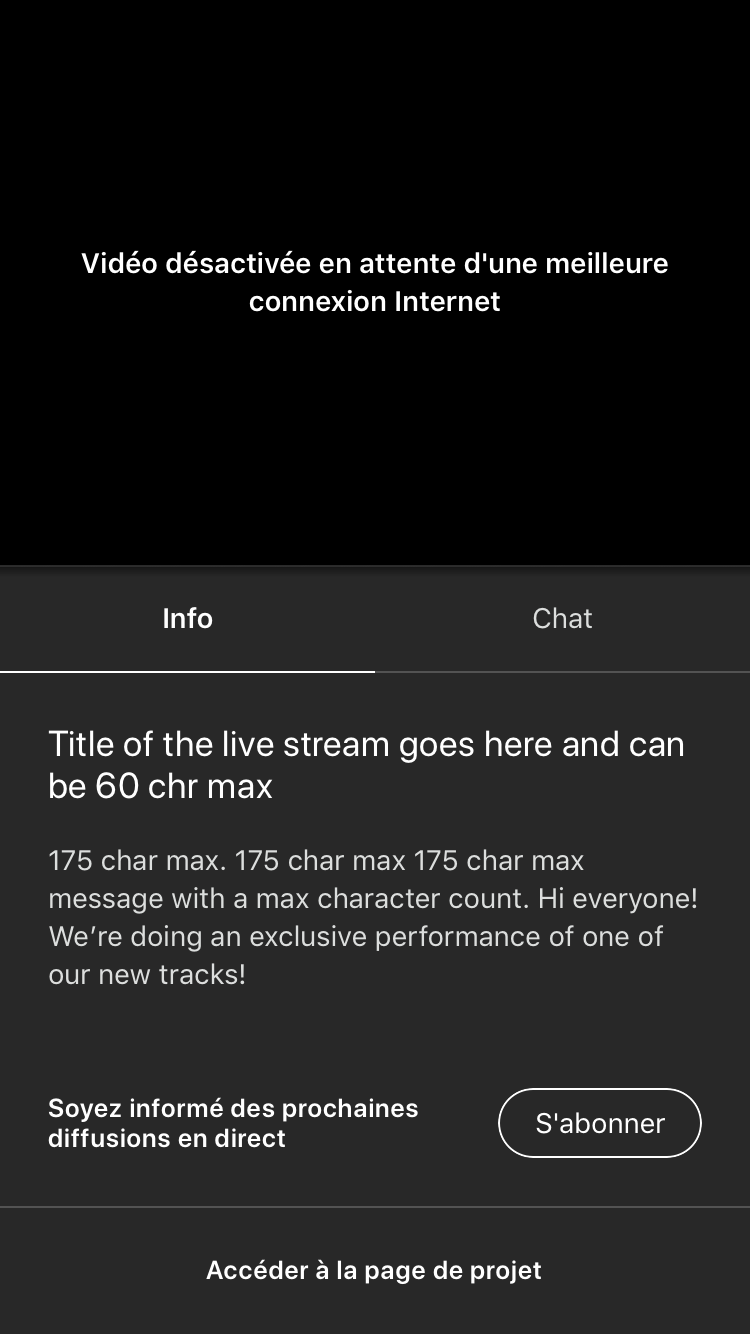 Vidéo désactivée en attente d'une meilleure
connexion Internet
Info
Chat
Title of the live stream goes here and can
be 60 chr max
175 char max. 175 char max 175 char max
message with a max character count. Hi everyone!
We’re doing an exclusive performance of one of
our new tracks!
Soyez informé des prochaines
diffusions en direct
S'abonner
Accéder à la page de projet